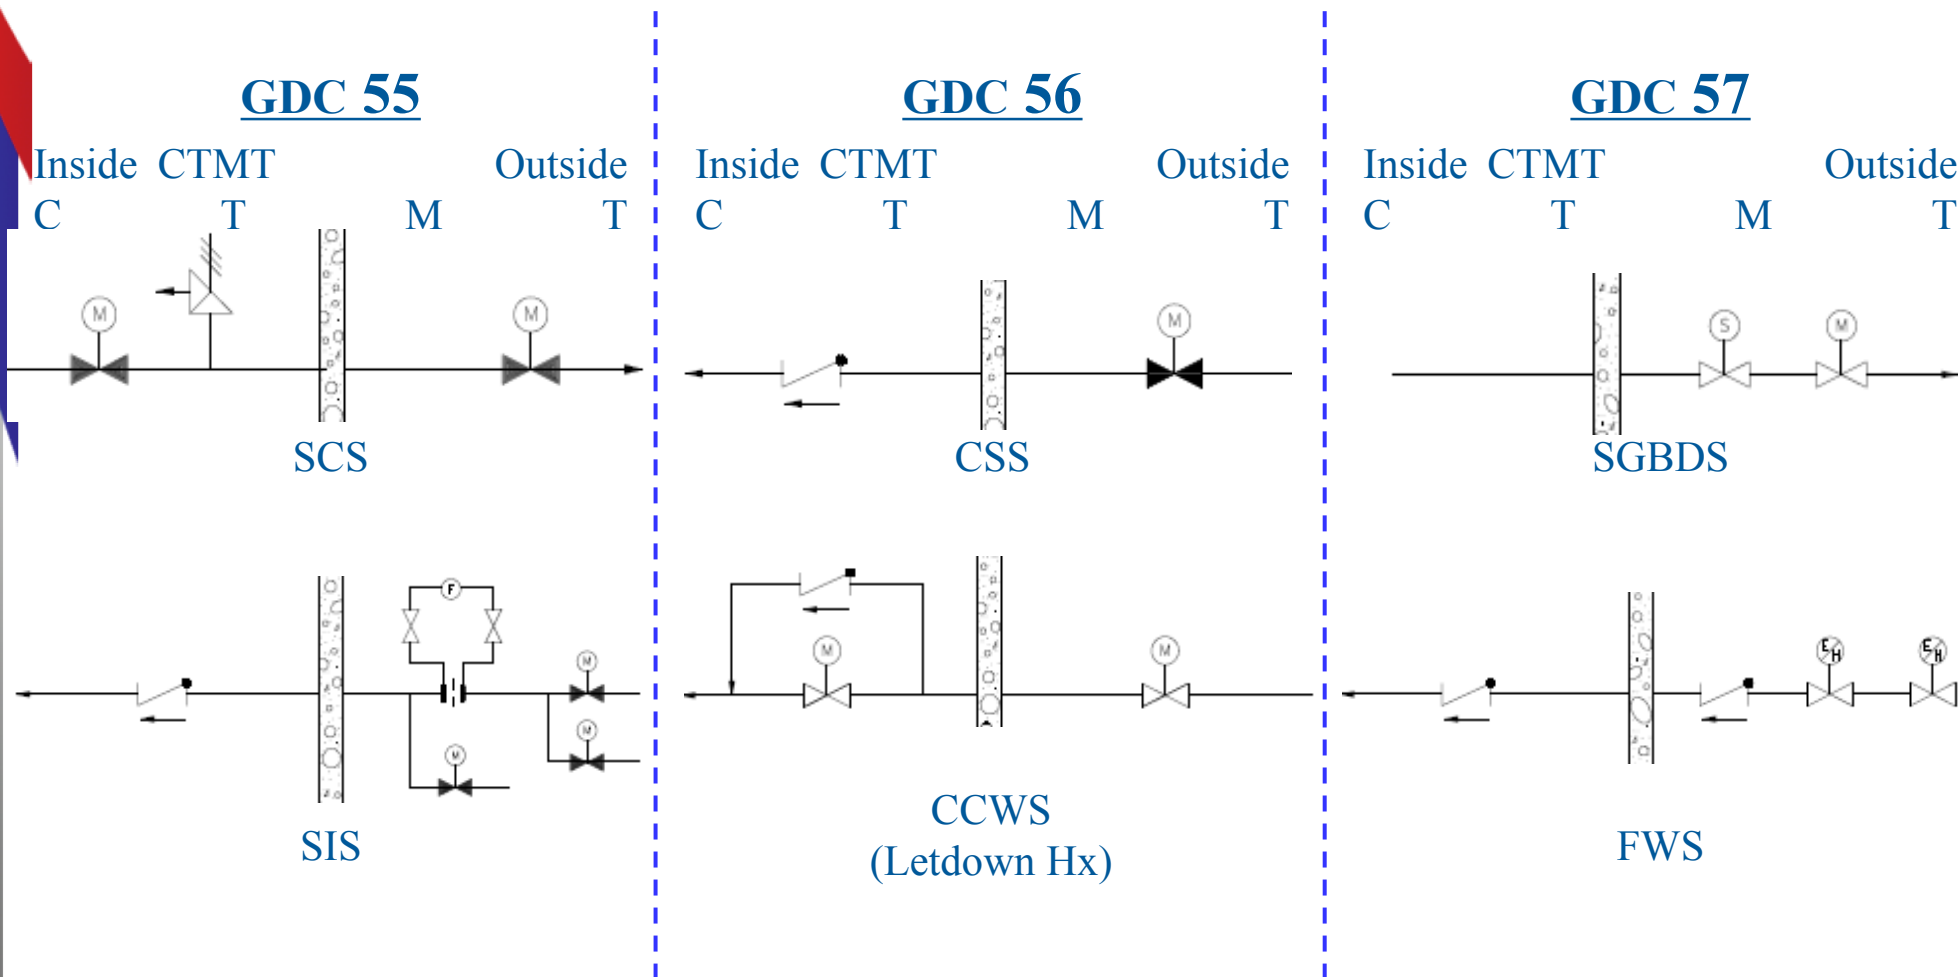 GDC 55
Inside CTMT Outside
C T M T
M
M
SCS
F
M
M
M
SIS
GDC 56
Inside CTMT Outside
C T M T
M
CSS
M
M
CCWS
(Letdown Hx)
GDC 57
Inside CTMT Outside
C T M T
S
M
SGBDS
E/H
E/H
FWS